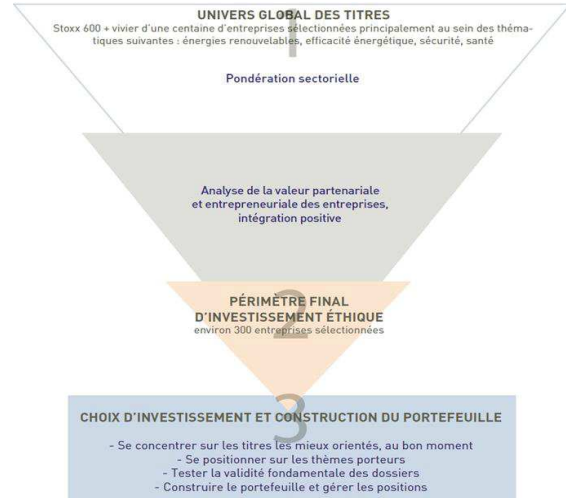 UNIVERS GLOBAL DES TITRES
1
Stoxx 600 + vivier d'une centaine d'entreprises sélectionnées principalement au sein des théma-
tiques suivantes : énergies renouvelables, efficacité énergétique, sécurité, santé
Pondération sectorielle
Analyse de la valeur partenariale
et entrepreneuriale des entreprises,
intégration positive
2
PÉRIMÈTRE FINAL
D'INVESTISSEMENT ÉTHIQUE
environ 300 entreprises sélectionnées
3
CHOIX D'INVESTISSEMENT ET CONSTRUCTION DU PORTEFEUILLE
- Se concentrer sur les titres les mieux orientés, au bon moment
- Se positionner sur les thèmes porteurs
- Tester la validité fondamentale des dossiers
- Construire le portefeuille et gérer les positions